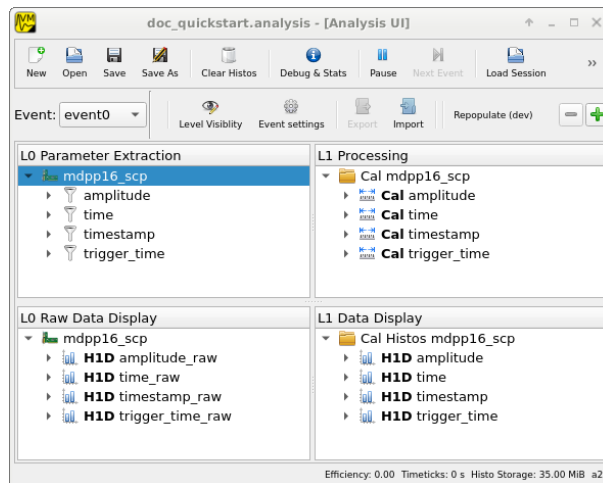 doc_quickstart.analysis - [Analysis UI]
New Open Save Save As Clear Histos Debug & Stats Pause Next Event Load Session »
Event: event0 Level Visiblity Event settings Export Import Repopulate (dev)
L0 Parameter Extraction
mdpp16_scp
amplitude
time
timestamp
trigger_time
L1 Processing
Cal mdpp16_scp
Cal amplitude
Cal time
Cal timestamp
Cal trigger_time
L0 Raw Data Display
mdpp16_scp
H1D amplitude_raw
H1D time_raw
H1D timestamp_raw
H1D trigger_time_raw
L1 Data Display
Cal Histos mdpp16_scp
H1D amplitude
H1D time
H1D timestamp
H1D trigger_time
Efficiency: 0.00 Timeticks: 0 s Histo Storage: 35.00 MiB a2